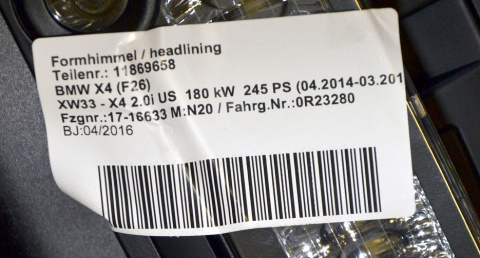 Formhimmel / headlining
Teilenr.: 11869658
BMW X4 (F26)
XW33 - X4 2.0i US 180 kW 245 PS (04.2014-03.201
Fzgnr.:17-16633 M:N20 / Fahrg.Nr.:0R23280
BJ:04/2016